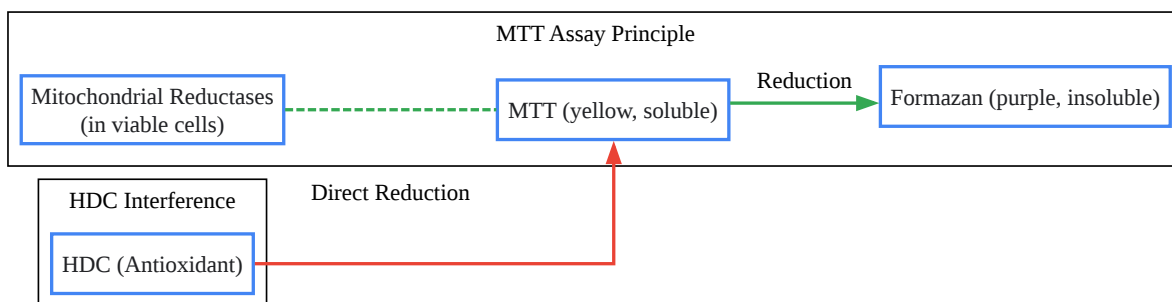 MTT Assay Principle
Mitochondrial Reductases
(in viable cells)
MTT (yellow, soluble)
Reduction
Formazan (purple, insoluble)
HDC Interference
Direct Reduction
HDC (Antioxidant)